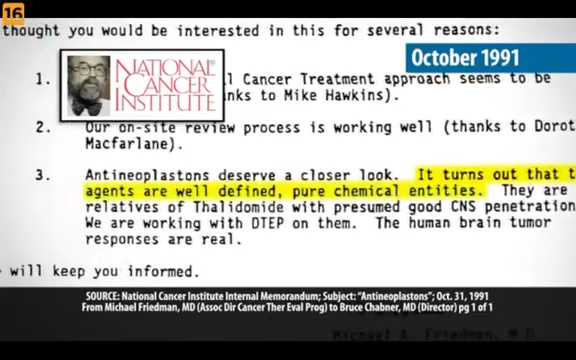 16
thought you would be interested in this for several reasons:
October 1991
NATIONAL
CANCER
INSTITUTE
1.
l Cancer Treatment approach seems to be
nks to Mike Hawkins).
2. Our on-site review process is working well (thanks to Dorot
Macfarlane).
3. Antineoplastons deserve a closer look. It turns out that t
agents are well defined, pure chemical entities. They are
relatives of Thalidomide with presumed good CNS penetration
We are working with DTEP on them. The human brain tumor
responses are real.
will keep you informed.
SOURCE: National Cancer Institute Internal Memorandum; Subject: "Antineoplastons"; Oct. 31, 1991
From Michael Friedman, MD (Assoc Dir Cancer Ther Eval Prog) to Bruce Chabner, MD (Director) pg 1 of 1
Michael A. Friedman, M.D.